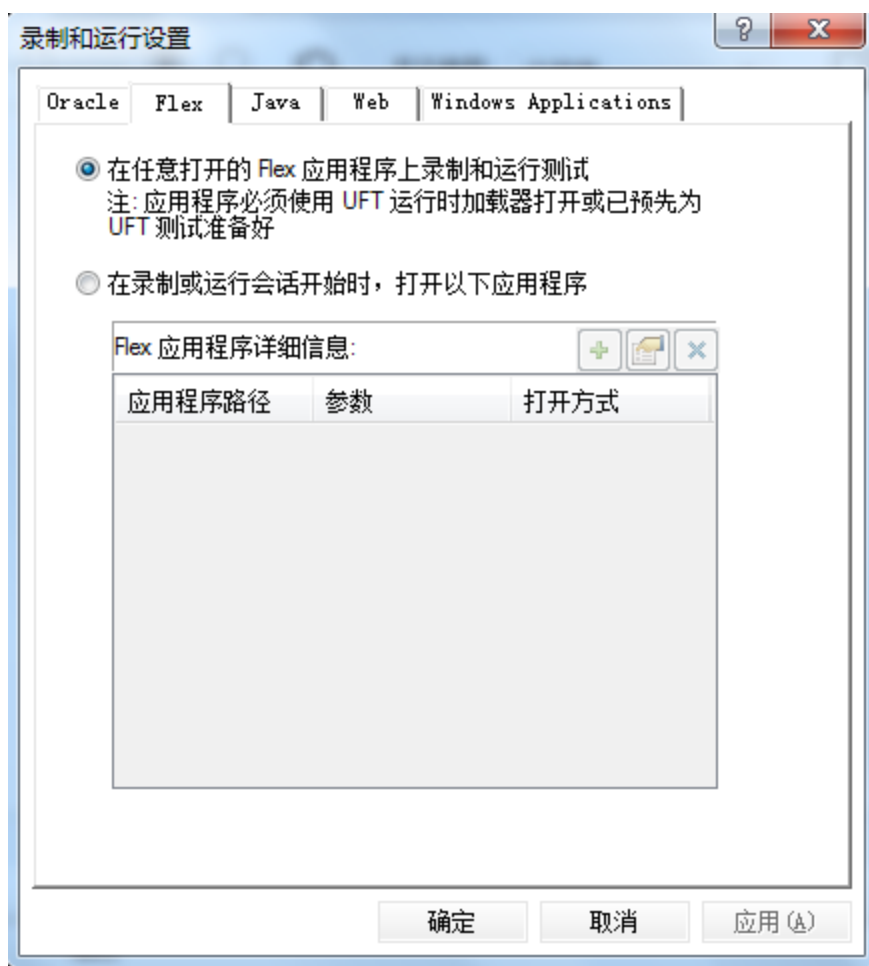 录制和运行设置
Oracle Flex Java Web Windows Applications
在任意打开的 Flex 应用程序上录制和运行测试
注: 应用程序必须使用 UFT 运行时加载器打开或已预先为
UFT 测试准备好
在录制或运行会话开始时，打开以下应用程序
Flex 应用程序详细信息:
应用程序路径 参数 打开方式
确定 取消 应用(A)